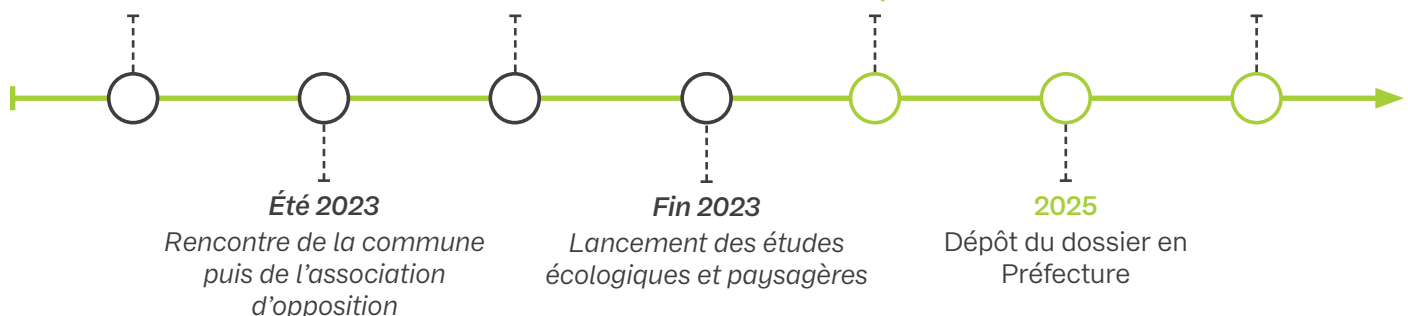 Été 2023
Rencontre de la commune
puis de l'association
d'opposition
Fin 2023
Lancement des études
écologiques et paysagères
2025
Dépôt du dossier en
Préfecture